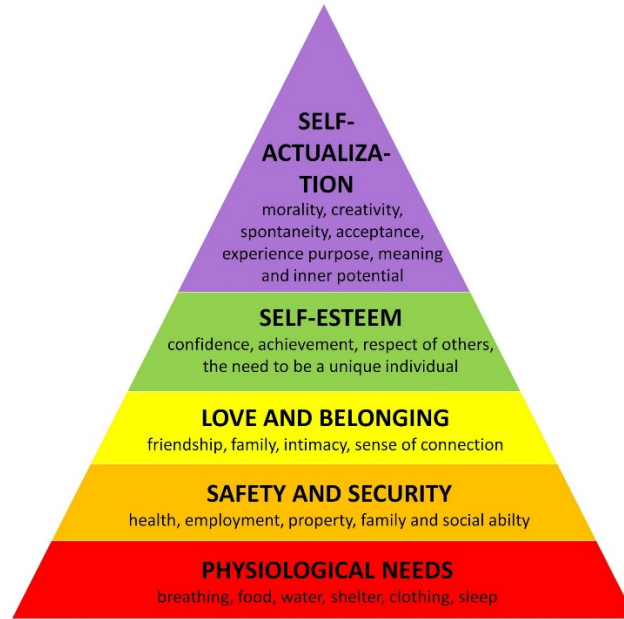 SELF-
ACTUALIZA-
TION
morality, creativity,
spontaneity, acceptance,
experience purpose, meaning
and inner potential
SELF-ESTEEM
confidence, achievement, respect of others,
the need to be a unique individual
LOVE AND BELONGING
friendship, family, intimacy, sense of connection
SAFETY AND SECURITY
health, employment, property, family and social abilty
PHYSIOLOGICAL NEEDS
breathing, food, water, shelter, clothing, sleep